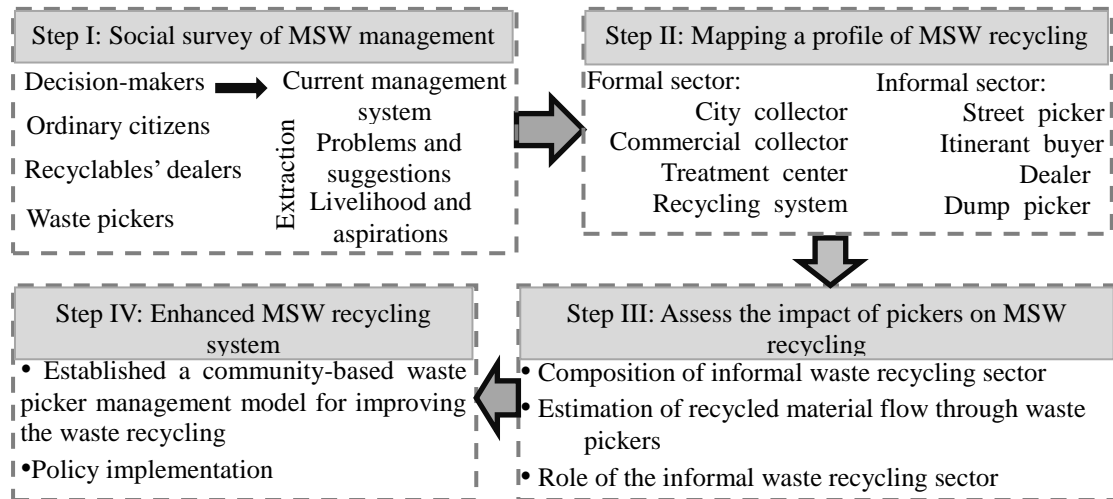 Step I: Social survey of MSW management
Decision-makers
Ordinary citizens
Recyclables’ dealers
Waste pickers
Extraction
Current management
system
Problems and
suggestions
Livelihood and
aspirations
Step II: Mapping a profile of MSW recycling
Formal sector:
City collector
Commercial collector
Treatment center
Recycling system
Informal sector:
Street picker
Itinerant buyer
Dealer
Dump picker
Step III: Assess the impact of pickers on MSW
recycling
• Composition of informal waste recycling sector
• Estimation of recycled material flow through waste
pickers
• Role of the informal waste recycling sector
Step IV: Enhanced MSW recycling
system
• Established a community-based waste
picker management model for improving
the waste recycling
•Policy implementation